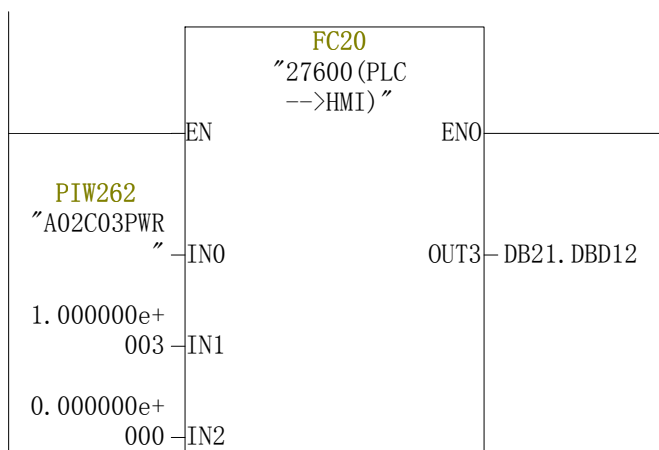 FC20
"27600(PLC
-->HMI)"
EN ENO
PIW262
"A02C03PWR
"
IN0 OUT3 DB21.DBD12
1.000000e+
003 IN1
0.000000e+
000 IN2